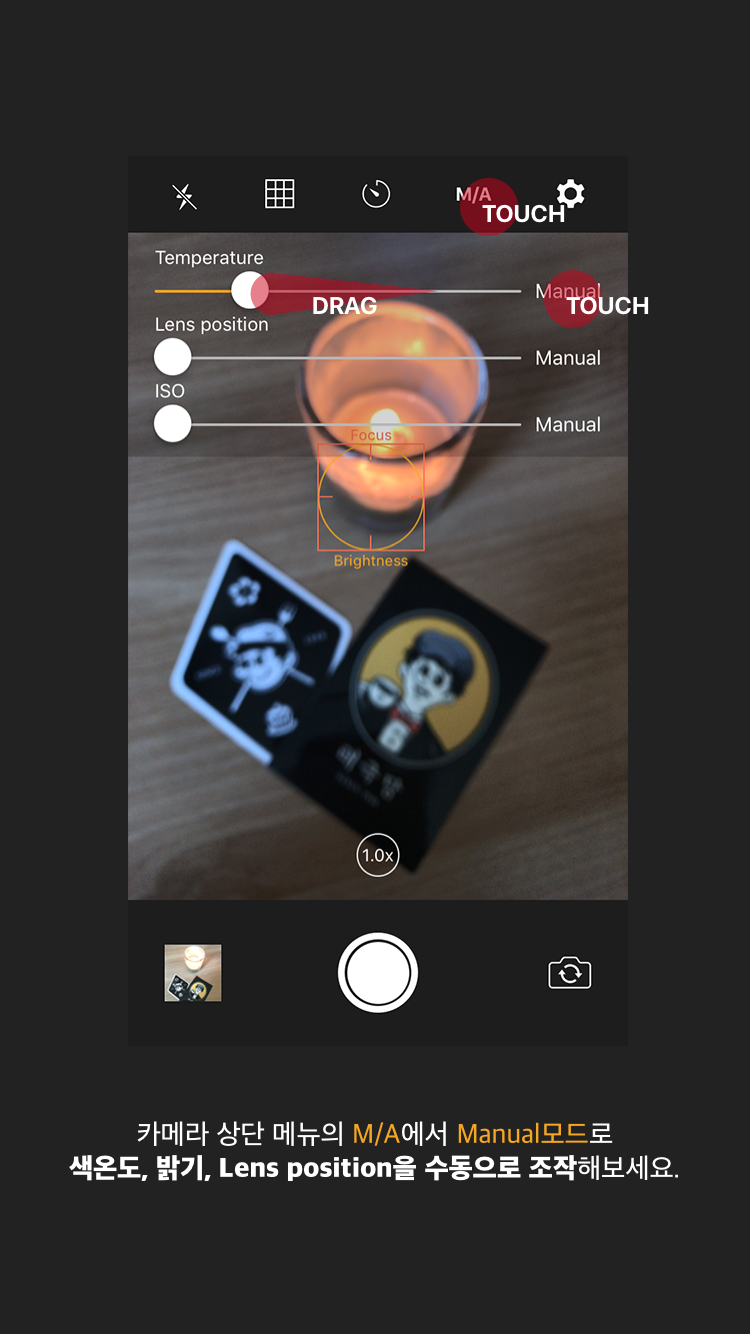 M/A
TOUCH
Temperature
Manual
DRAG
TOUCH
Lens position
Manual
ISO
Manual
Focus
Brightness
매극당
1.0x
카메라 상단 메뉴의 M/A에서 Manual모드로
색온도, 밝기, Lens position을 수동으로 조작해보세요.